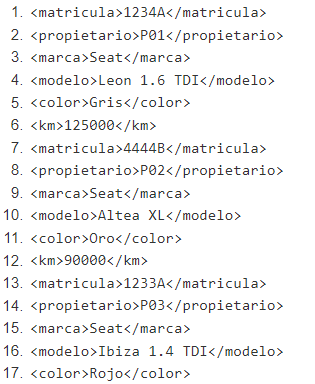 1. <matricula>1234A</matricula>
2. <propietario>P01</propietario>
3. <marca>Seat</marca>
4. <modelo>Leon 1.6 TDI</modelo>
5. <color>Gris</color>
6. <km>125000</km>
7. <matricula>4444B</matricula>
8. <propietario>P02</propietario>
9. <marca>Seat</marca>
10. <modelo>Altea XL</modelo>
11. <color>Oro</color>
12. <km>90000</km>
13. <matricula>1233A</matricula>
14. <propietario>P03</propietario>
15. <marca>Seat</marca>
16. <modelo>Ibiza 1.4 TDI</modelo>
17. <color>Rojo</color>